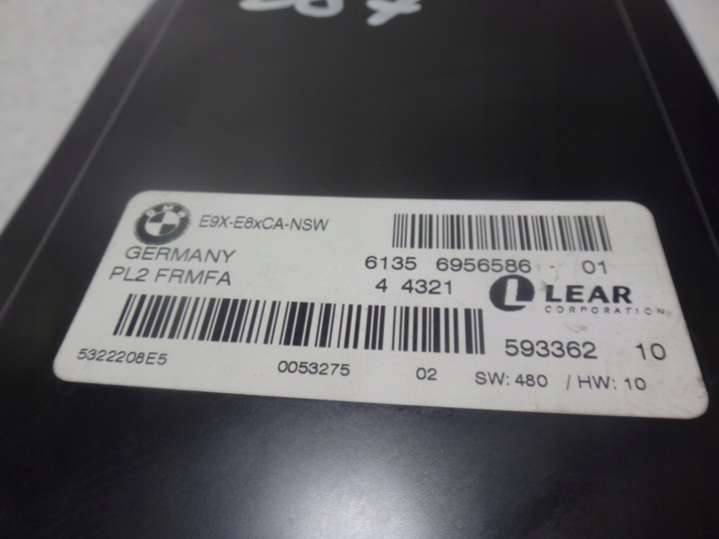 BMW
E9X-E8xCA-NSW
GERMANY
PL2 FRMFA
6135 6956586 01
4 4321
L LEAR
CORPORATION
593362 10
5322208E5 0053275 02 SW: 480 / HW: 10